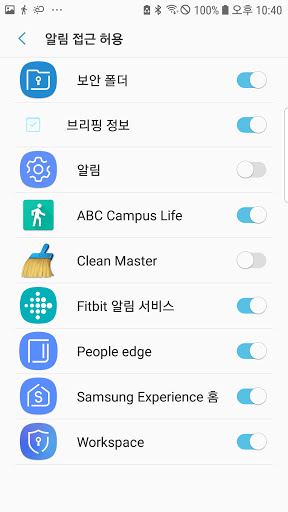 100% 오후 10:40
알림 접근 허용
보안 폴더
브리핑 정보
알림
ABC Campus Life
Clean Master
Fitbit 알림 서비스
People edge
Samsung Experience 홈
Workspace